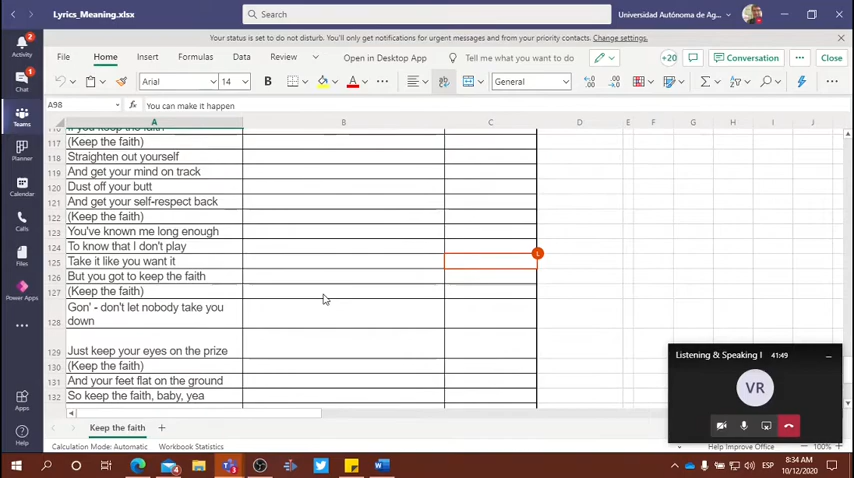 Lyrics_Meaning.xlsx
Search
Universidad Autónoma de Ag...
Your status is set to do not disturb. You'll only get notifications for urgent messages and from your priority contacts. Change settings.
File Home Insert Formulas Data Review Open in Desktop App Tell me what you want to do +20 Conversation Close
Arial 14 B A General
A98 fx You can make it happen
A B C D E F G H I J
116 If you keep the faith
117 (Keep the faith)
118 Straighten out yourself
119 And get your mind on track
120 Dust off your butt
121 And get your self-respect back
122 (Keep the faith)
123 You've known me long enough
124 To know that I don't play
125 Take it like you want it
L
126 But you got to keep the faith
127 (Keep the faith)
128 Gon' - don't let nobody take you
down
129 Just keep your eyes on the prize
130 (Keep the faith)
131 And your feet flat on the ground
132 So keep the faith, baby, yea
Activity 2
Chat 1
Teams
Planner
Calendar
Calls
Files
Power Apps
Apps
Help
Listening & Speaking I 41:49
VR
Keep the faith
Calculation Mode: Automatic Workbook Statistics
Help Improve Office 100%
4
3
ESP
8:34 AM
10/12/2020